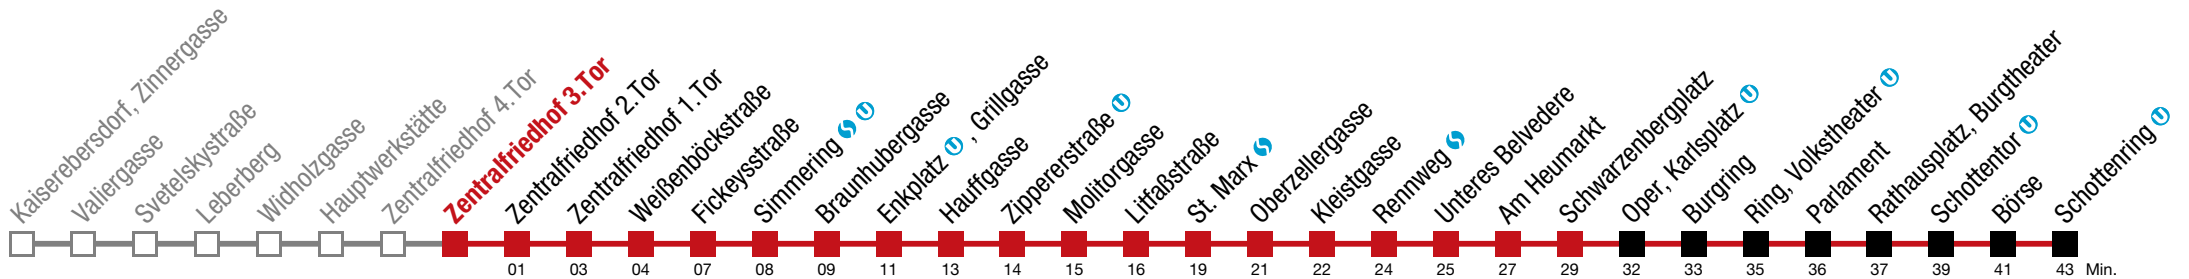 Kaiserebersdorf, Zinnergasse
Valiergasse
Svetelskystraße
Leberberg
Widholzgasse
Hauptwerkstätte
Zentralfriedhof 4.Tor
Zentralfriedhof 3.Tor
Zentralfriedhof 2.Tor
Zentralfriedhof 1.Tor
Weißenböckstraße
Fickeysstraße
Simmering S U
Braunhubergasse
Enkplatz U , Grillgasse
Hauffgasse
Zippererstraße U
Molitorgasse
Litfaßstraße
St. Marx S
Oberzellergasse
Kleistgasse
Rennweg S
Unteres Belvedere
Am Heumarkt
Schwarzenbergplatz
Oper, Karlsplatz U
Burgring
Ring, Volkstheater U
Parlament
Rathausplatz, Burgtheater
Schottentor U
Börse
Schottenring U
01 03 04 07 08 09 11 13 14 15 16 19 21 22 24 25 27 29 32 33 35 36 37 39 41 43 Min.